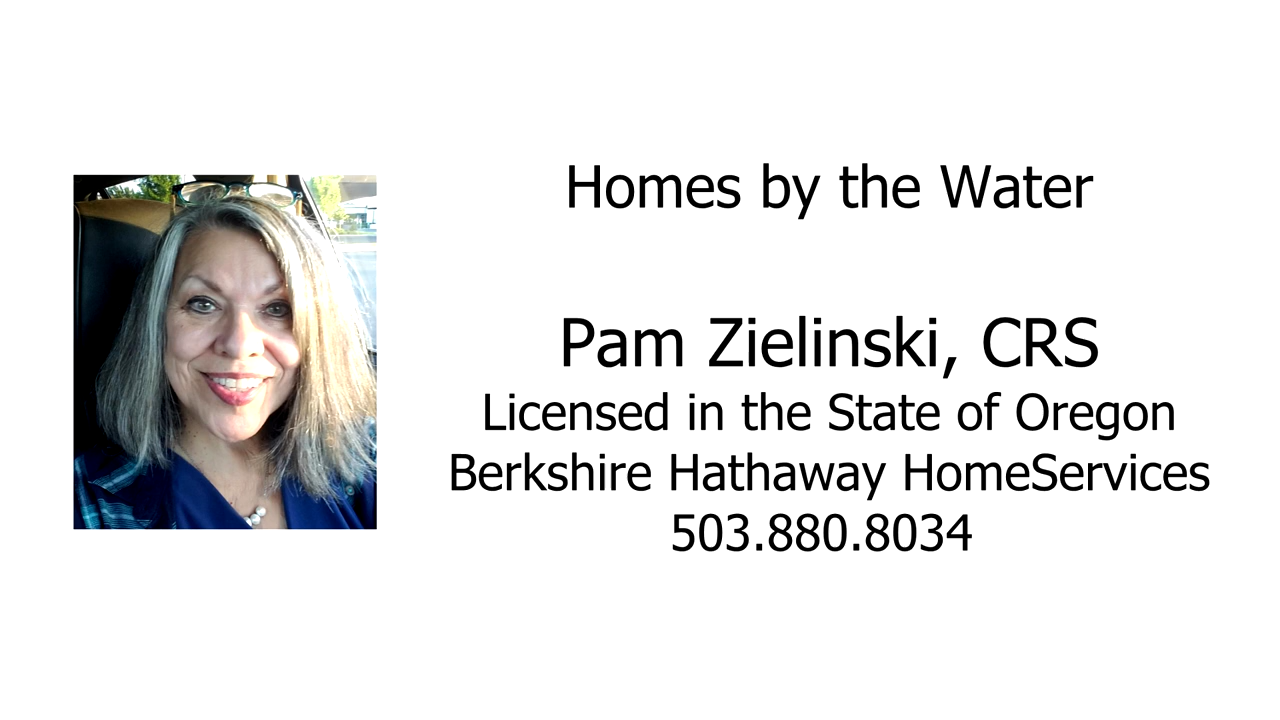 Homes by the Water
Pam Zielinski, CRS
Licensed in the State of Oregon
Berkshire Hathaway HomeServices
503.880.8034